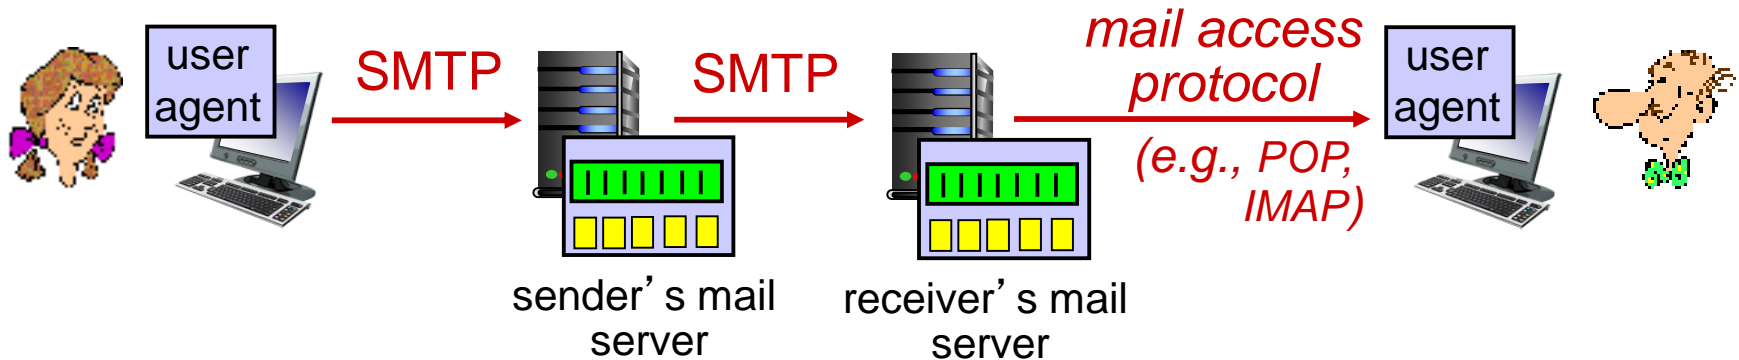 user
agent
SMTP
SMTP
mail access
protocol
(e.g., POP,
IMAP)
user
agent
sender’s mail
server
receiver’s mail
server